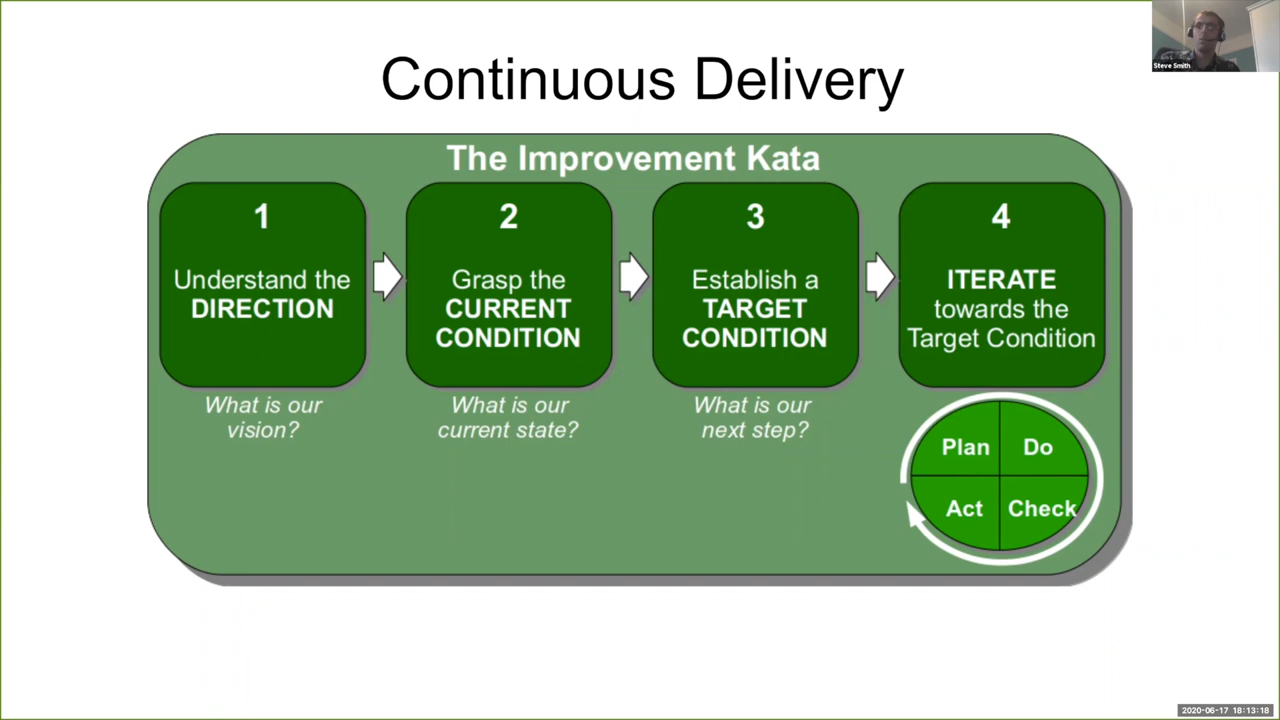 Steve Smith
Continuous Delivery
The Improvement Kata
1
Understand the
DIRECTION
What is our
vision?
2
Grasp the
CURRENT
CONDITION
What is our
current state?
3
Establish a
TARGET
CONDITION
What is our
next step?
4
ITERATE
towards the
Target Condition
Plan
Do
Act
Check
2020-06-17 18:13:18